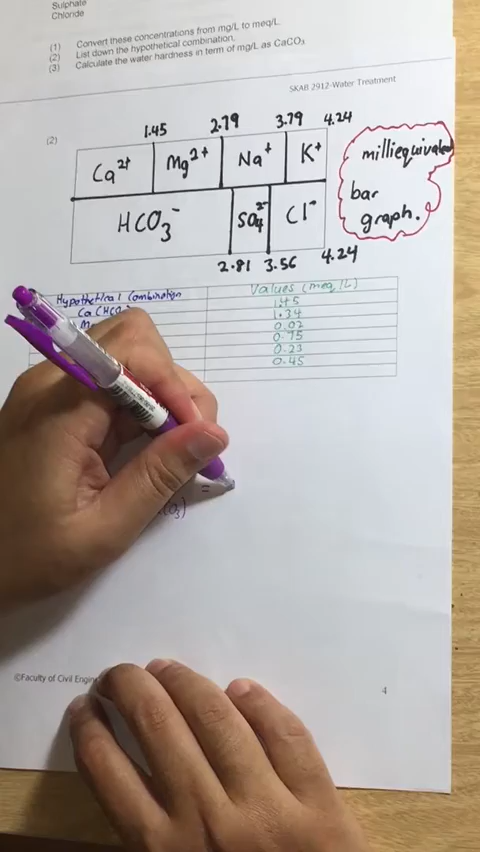 Sulphate
Chloride
(1) Convert these concentrations from mg/L to meq/L.
(2) List down the hypothetical combination.
(3) Calculate the water hardness in term of mg/L as CaCO₃
SKAB 2912-Water Treatment
(2)
1.45 2.79 3.79 4.24
Ca²⁺ Mg²⁺ Na⁺ K⁺
HCO₃⁻ SO₄²⁻ Cl⁻
2.81 3.56 4.24
milliequivalent
bar
graph.
Hypothetical Combination Values (meq/L)
Ca(HCO₃ 1.45
1.34
0.02
0.75
0.23
0.45
=
O₃)
©Faculty of Civil Engin
4